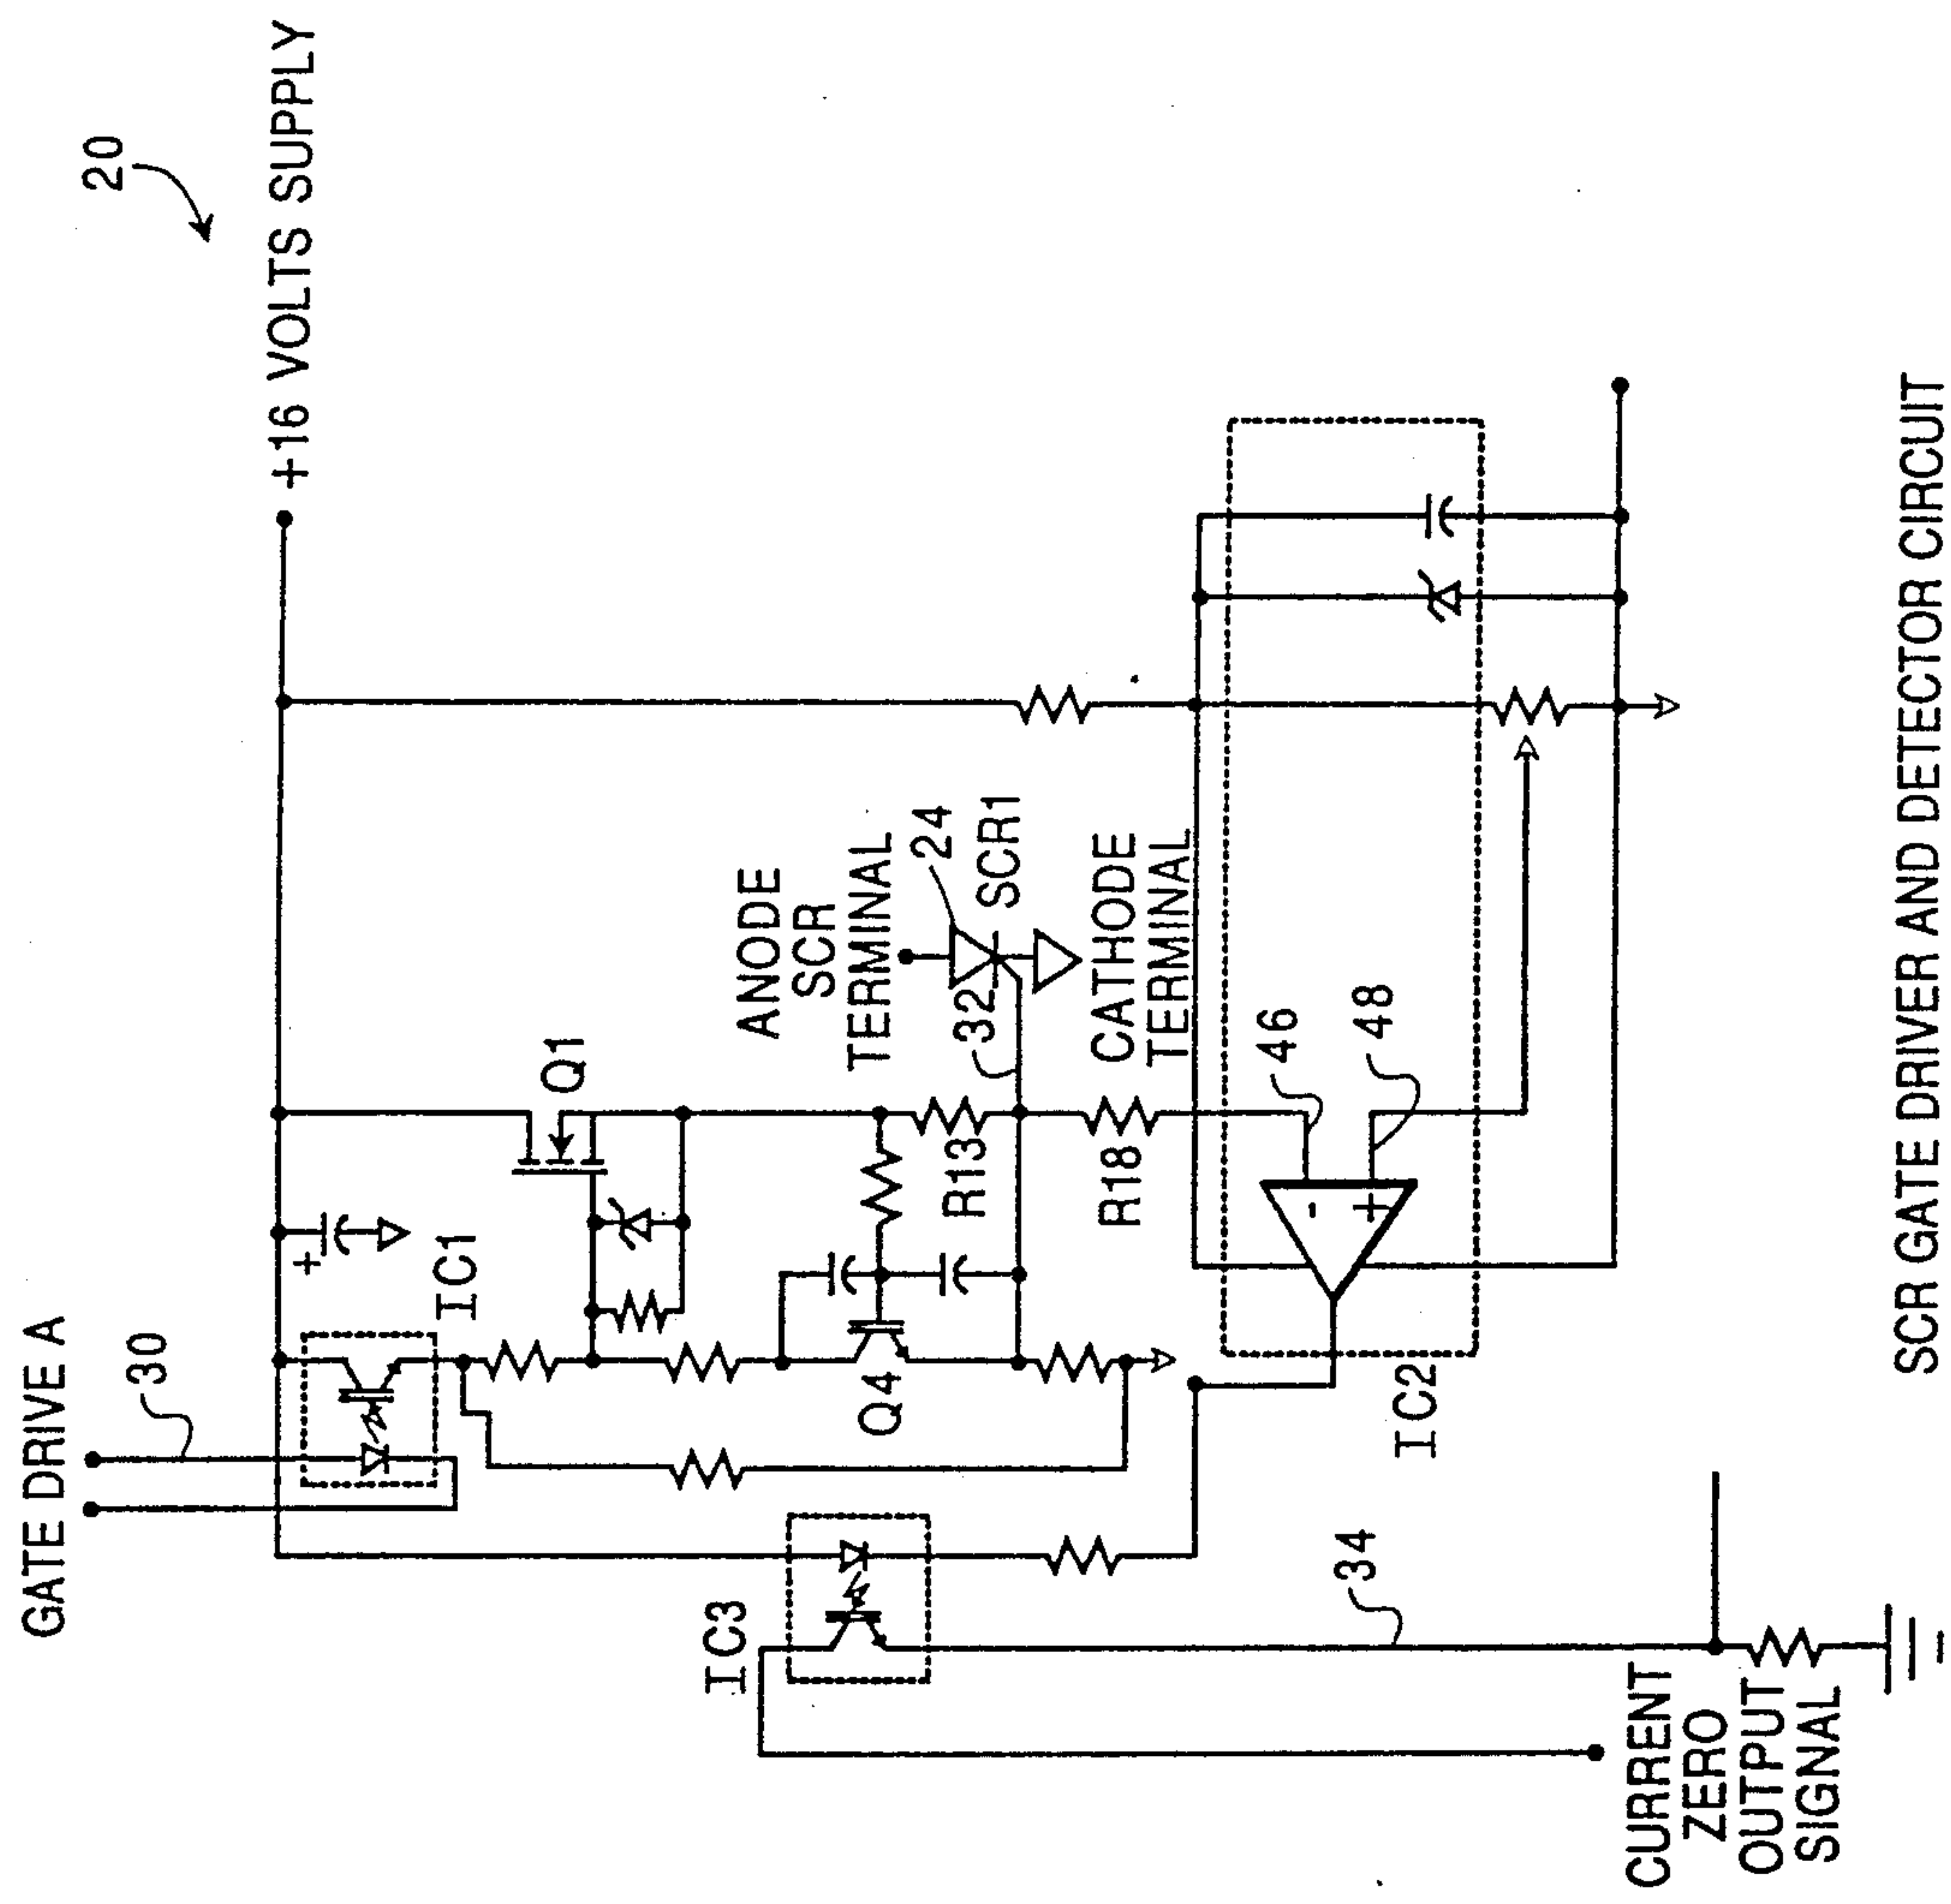 GATE DRIVE A
30
20
+16 VOLTS SUPPLY
IC1
Q1
ANODE
SCR
TERMINAL
24
SCR1
32
CATHODE
TERMINAL
Q4
R13
R18
46
48
IC2
IC3
34
CURRENT
ZERO
OUTPUT
SIGNAL
+
-
+
SCR GATE DRIVER AND DETECTOR CIRCUIT